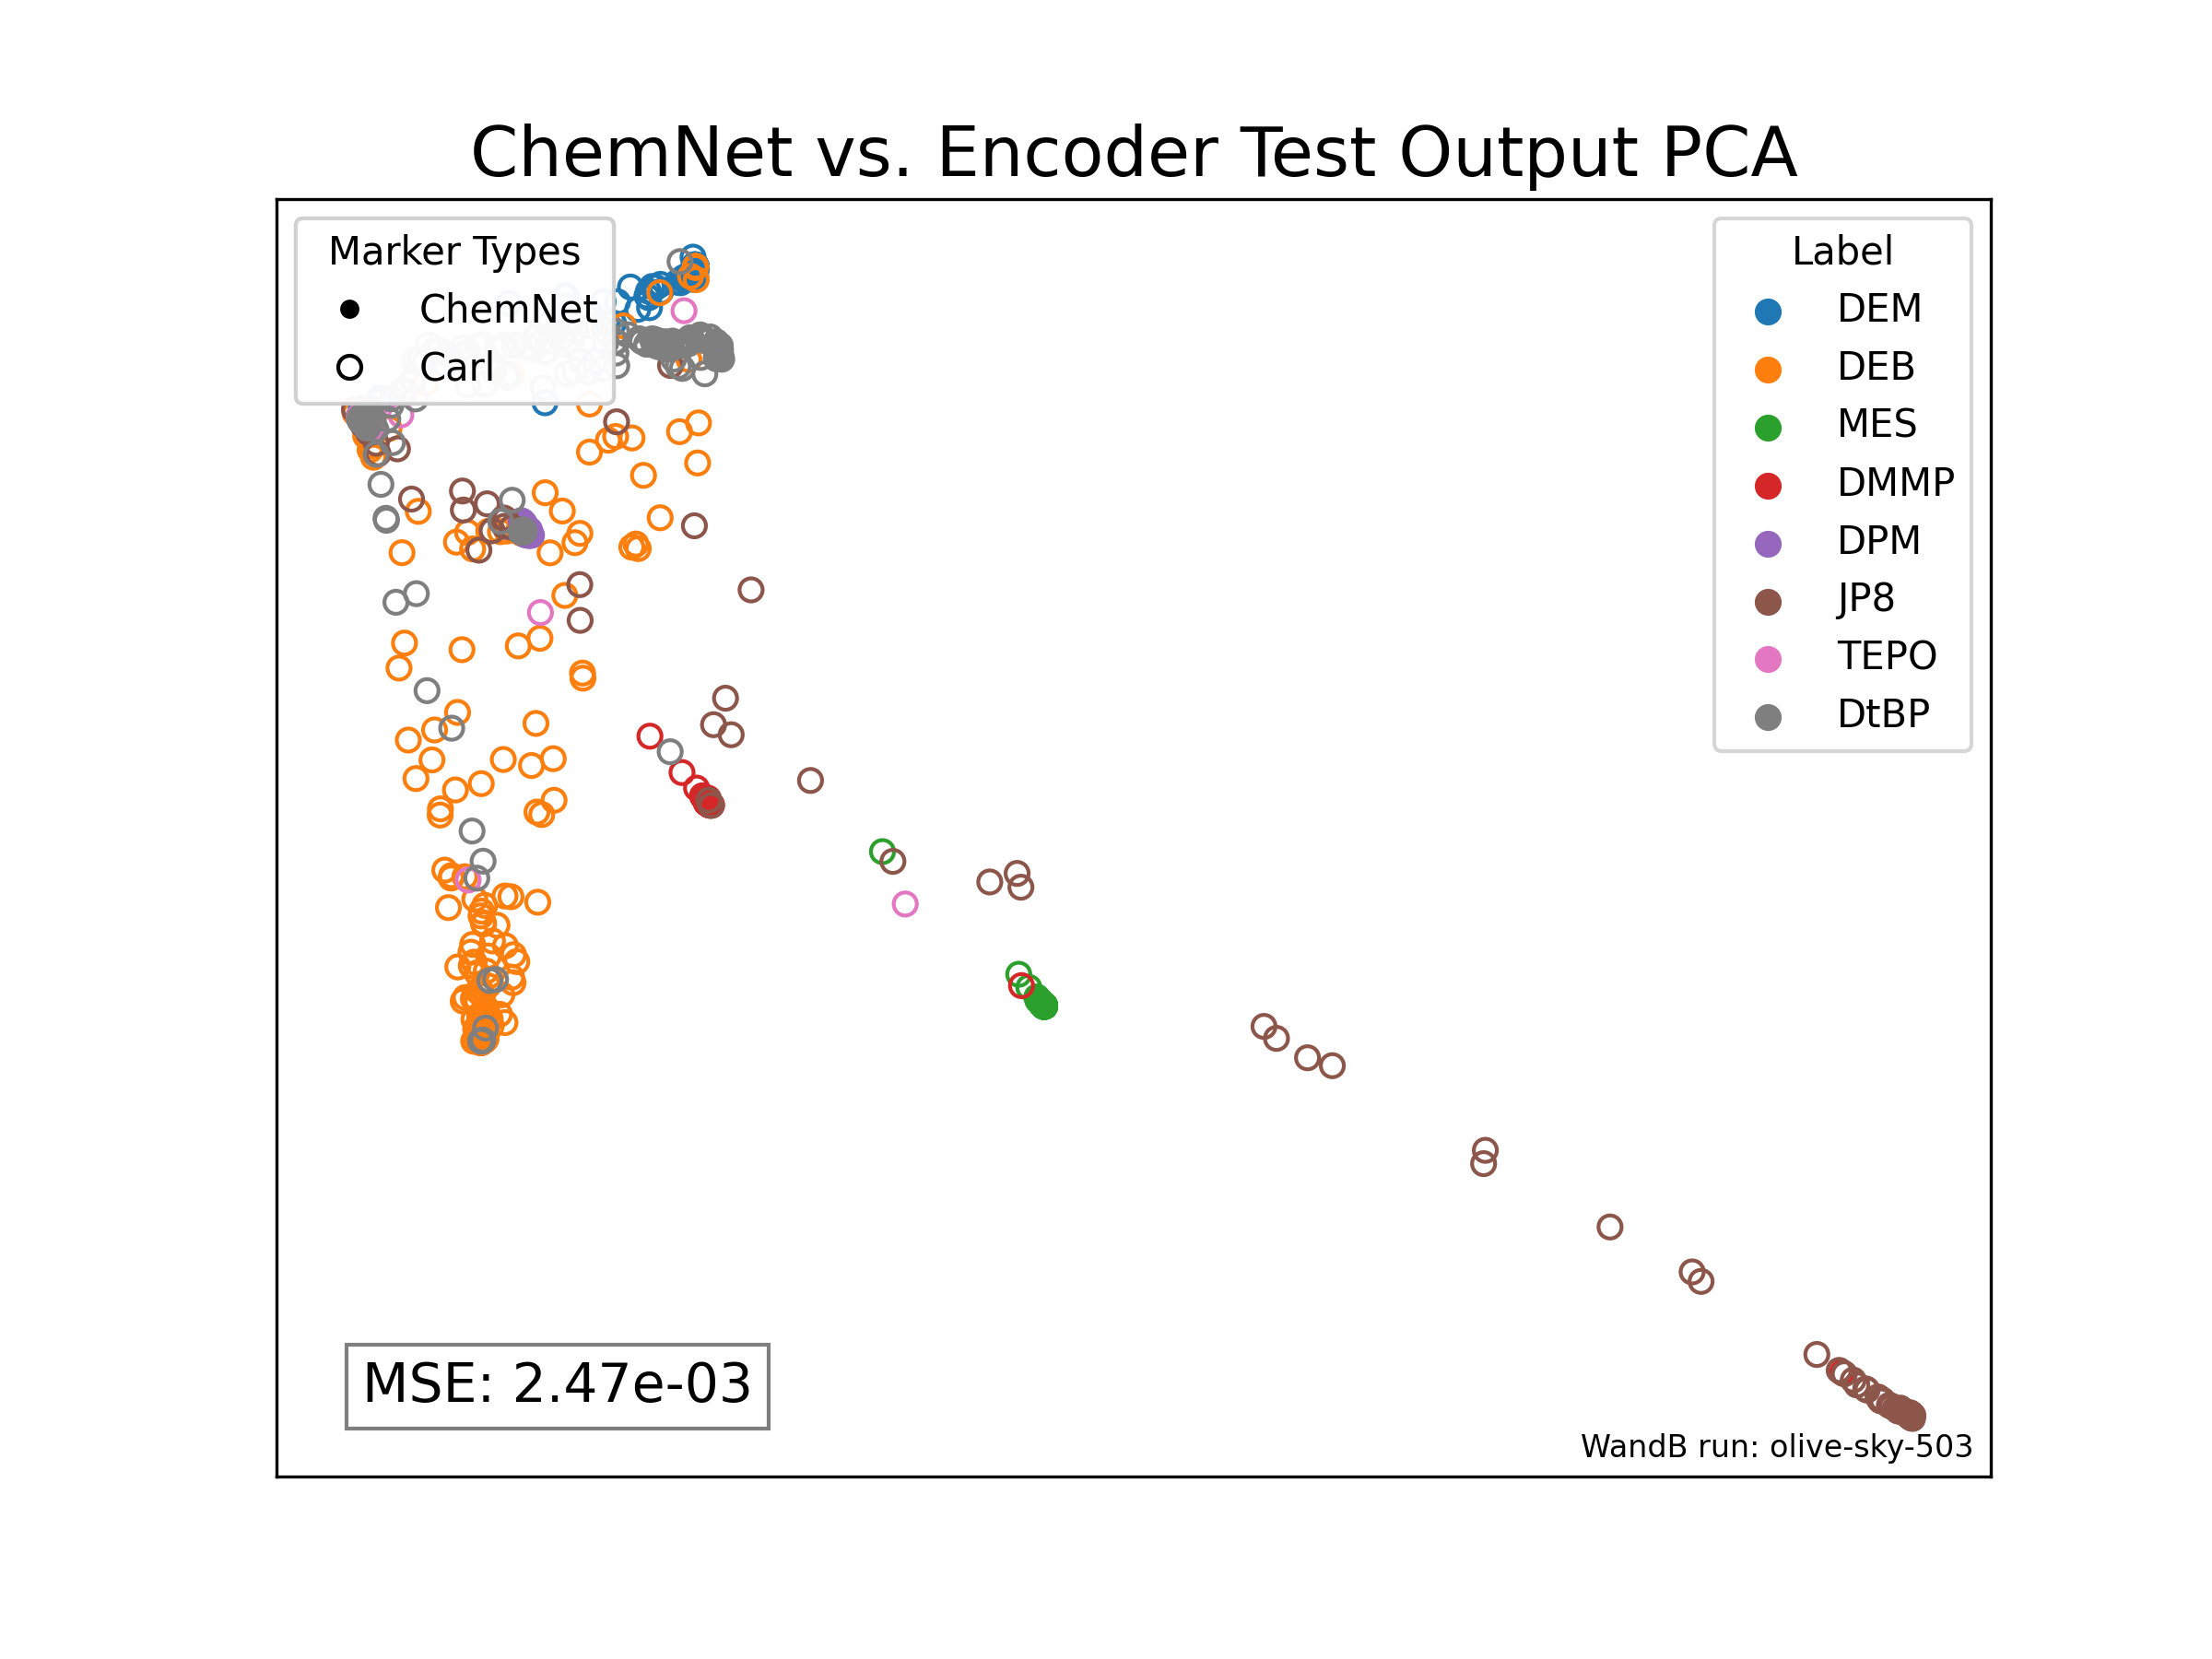 ChemNet vs. Encoder Test Output PCA
Marker Types
ChemNet
Carl
Label
DEM
DEB
MES
DMMP
DPM
JP8
TEPO
DtBP
MSE: 2.47e-03
WandB run: olive-sky-503